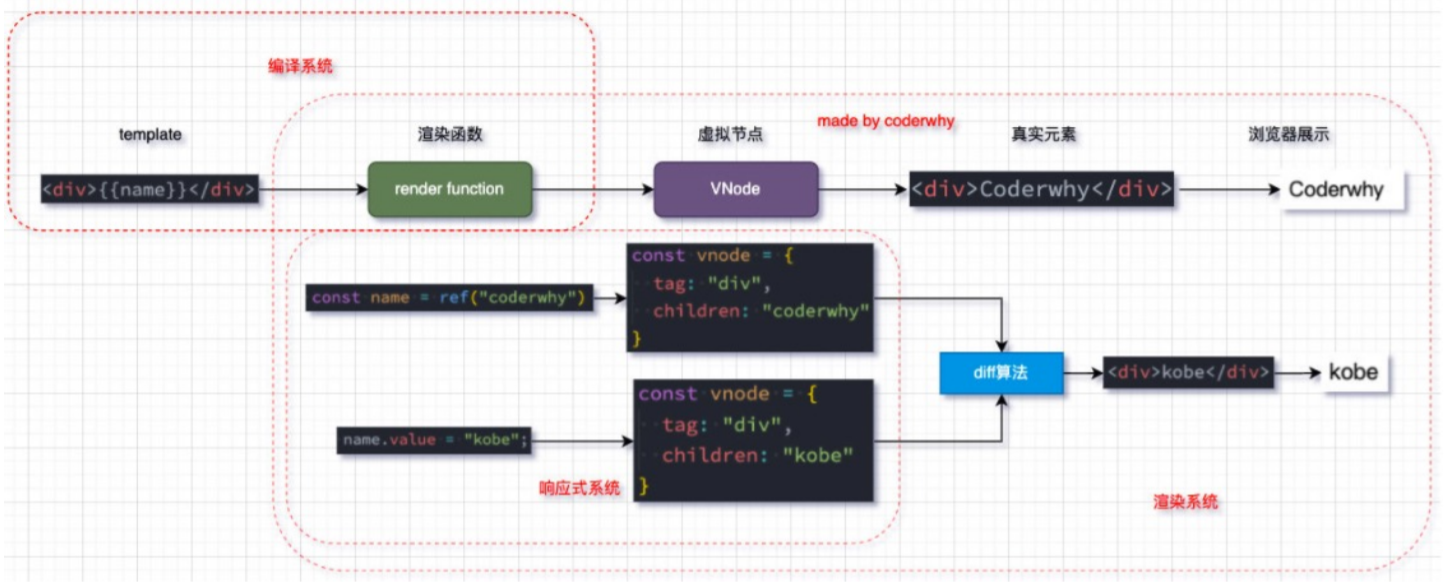 编译系统
made by coderwhy
template
渲染函数
虚拟节点
真实元素
浏览器展示
<div>{{name}}</div>
render function
VNode
<div>Coderwhy</div>
Coderwhy
const name = ref("coderwhy")
const vnode = {
tag: "div",
children: "coderwhy"
}
diff算法
<div>kobe</div>
kobe
name.value = "kobe";
const vnode = {
tag: "div",
children: "kobe"
}
响应式系统
渲染系统